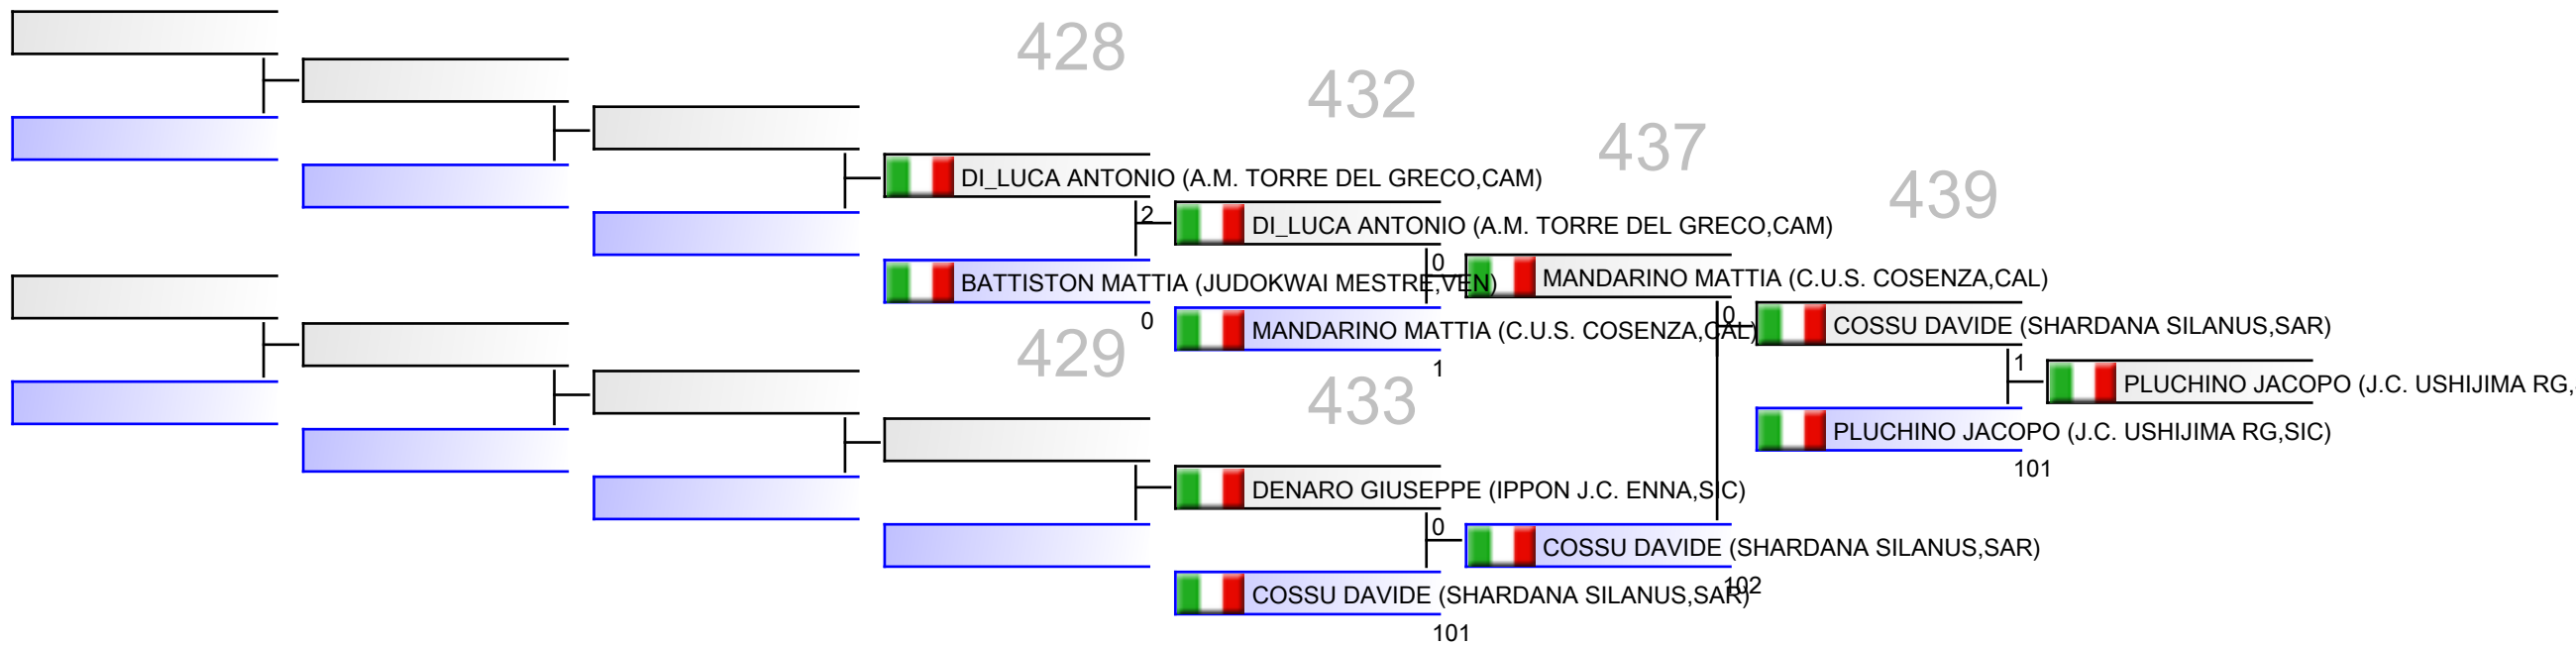 428
432
437
439
DI_LUCA ANTONIO (A.M. TORRE DEL GRECO,CAM)
2
DI_LUCA ANTONIO (A.M. TORRE DEL GRECO,CAM)
BATTISTON MATTIA (JUDOKWAI MESTRE,VEN)
0
0
MANDARINO MATTIA (C.U.S. COSENZA,CAL)
MANDARINO MATTIA (C.U.S. COSENZA,CAL)
1
0
COSSU DAVIDE (SHARDANA SILANUS,SAR)
1
PLUCHINO JACOPO (J.C. USHIJIMA RG,
PLUCHINO JACOPO (J.C. USHIJIMA RG,SIC)
101
429
433
DENARO GIUSEPPE (IPPON J.C. ENNA,SIC)
0
COSSU DAVIDE (SHARDANA SILANUS,SAR)
102
COSSU DAVIDE (SHARDANA SILANUS,SAR)
101